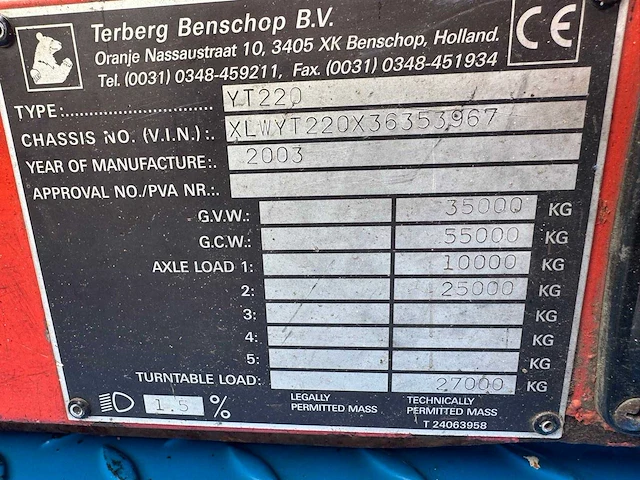 Terberg Benschop B.V.
Oranje Nassaustraat 10, 3405 XK Benschop, Holland.
Tel. (0031) 0348-459211, Fax. (0031) 0348-451934
CE
TYPE:.............................. YT220
CHASSIS NO. (V.I.N.):. XLWYT220X36353967
YEAR OF MANUFACTURE:. 2003
APPROVAL NO./PVA NR.:.
G.V.W.: 35000 KG
G.C.W.: 55000 KG
AXLE LOAD 1: 10000 KG
2: 25000 KG
3: KG
4: KG
5: KG
TURNTABLE LOAD: 27000 KG
1.5 %
LEGALLY PERMITTED MASS
TECHNICALLY PERMITTED MASS
T 24063958